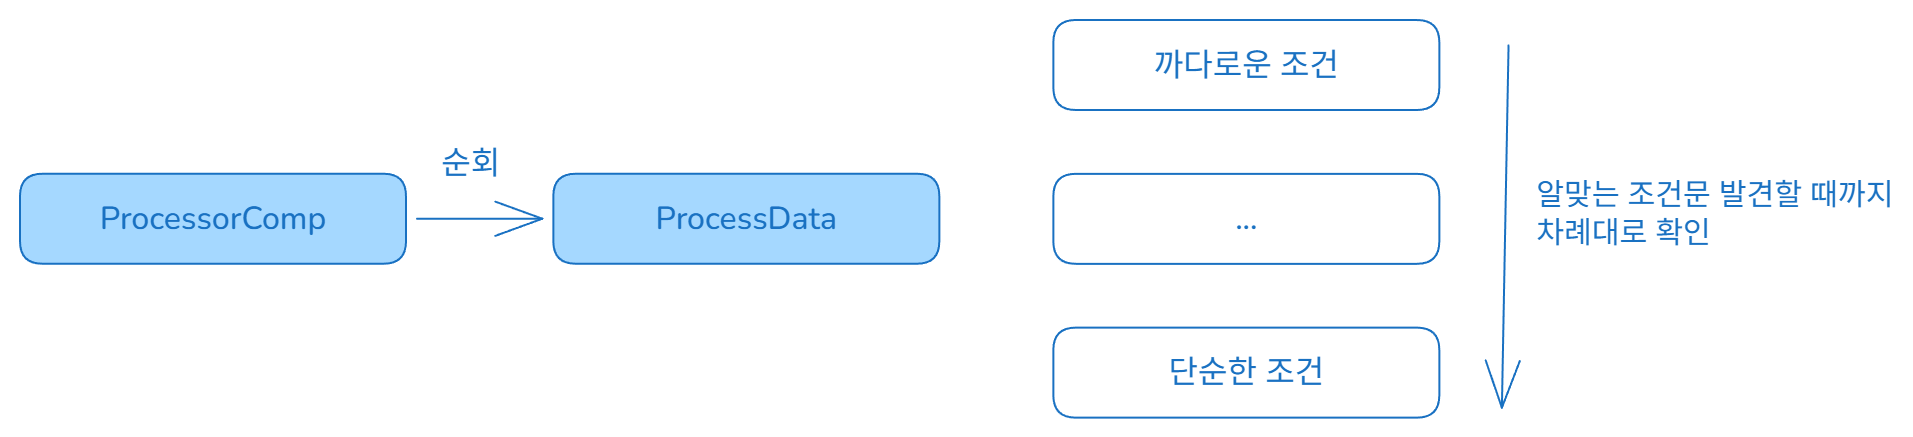 ProcessorComp
순회
ProcessData
까다로운 조건
...
단순한 조건
알맞는 조건문 발견할 때까지
차례대로 확인